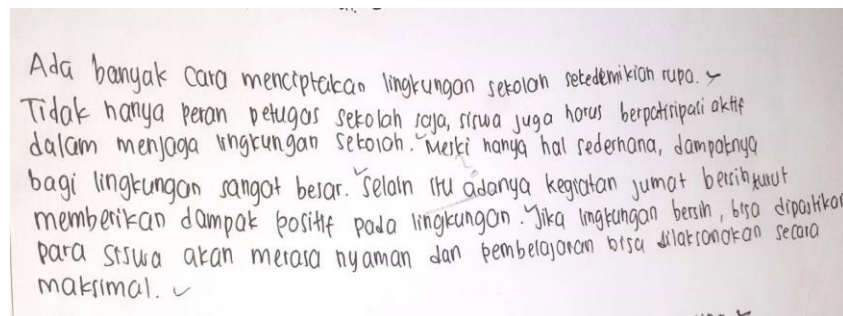 Ada banyak cara menciptakan lingkungan sekolah sekedemikian rupa.
Tidak hanya peran petugas sekolah saja, siswa juga harus berpatisipasi aktif
dalam menjaga lingkungan sekolah. Meski hanya hal sederhana, dampaknya
bagi lingkungan sangat besar. Selain itu adanya kegiatan jumat bersih turut
memberikan dampak positif pada lingkungan. Jika lingkungan bersih, bisa dipastikan
para siswa akan merasa nyaman dan pembelajaran bisa dilaksanakan secara
maksimal.